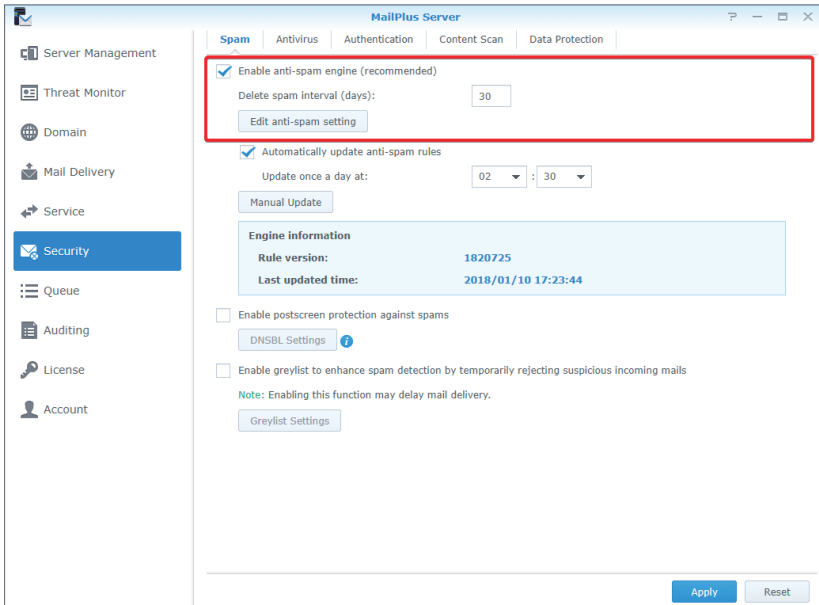 MailPlus Server
Server Management
Threat Monitor
Domain
Mail Delivery
Service
Security
Queue
Auditing
License
Account
Spam Antivirus Authentication Content Scan Data Protection
Enable anti-spam engine (recommended)
Delete spam interval (days): 30
Edit anti-spam setting
Automatically update anti-spam rules
Update once a day at: 02 : 30
Manual Update
Engine information
Rule version: 1820725
Last updated time: 2018/01/10 17:23:44
Enable postscreen protection against spams
DNSBL Settings i
Enable greylist to enhance spam detection by temporarily rejecting suspicious incoming mails
Note: Enabling this function may delay mail delivery.
Greylist Settings
Apply Reset